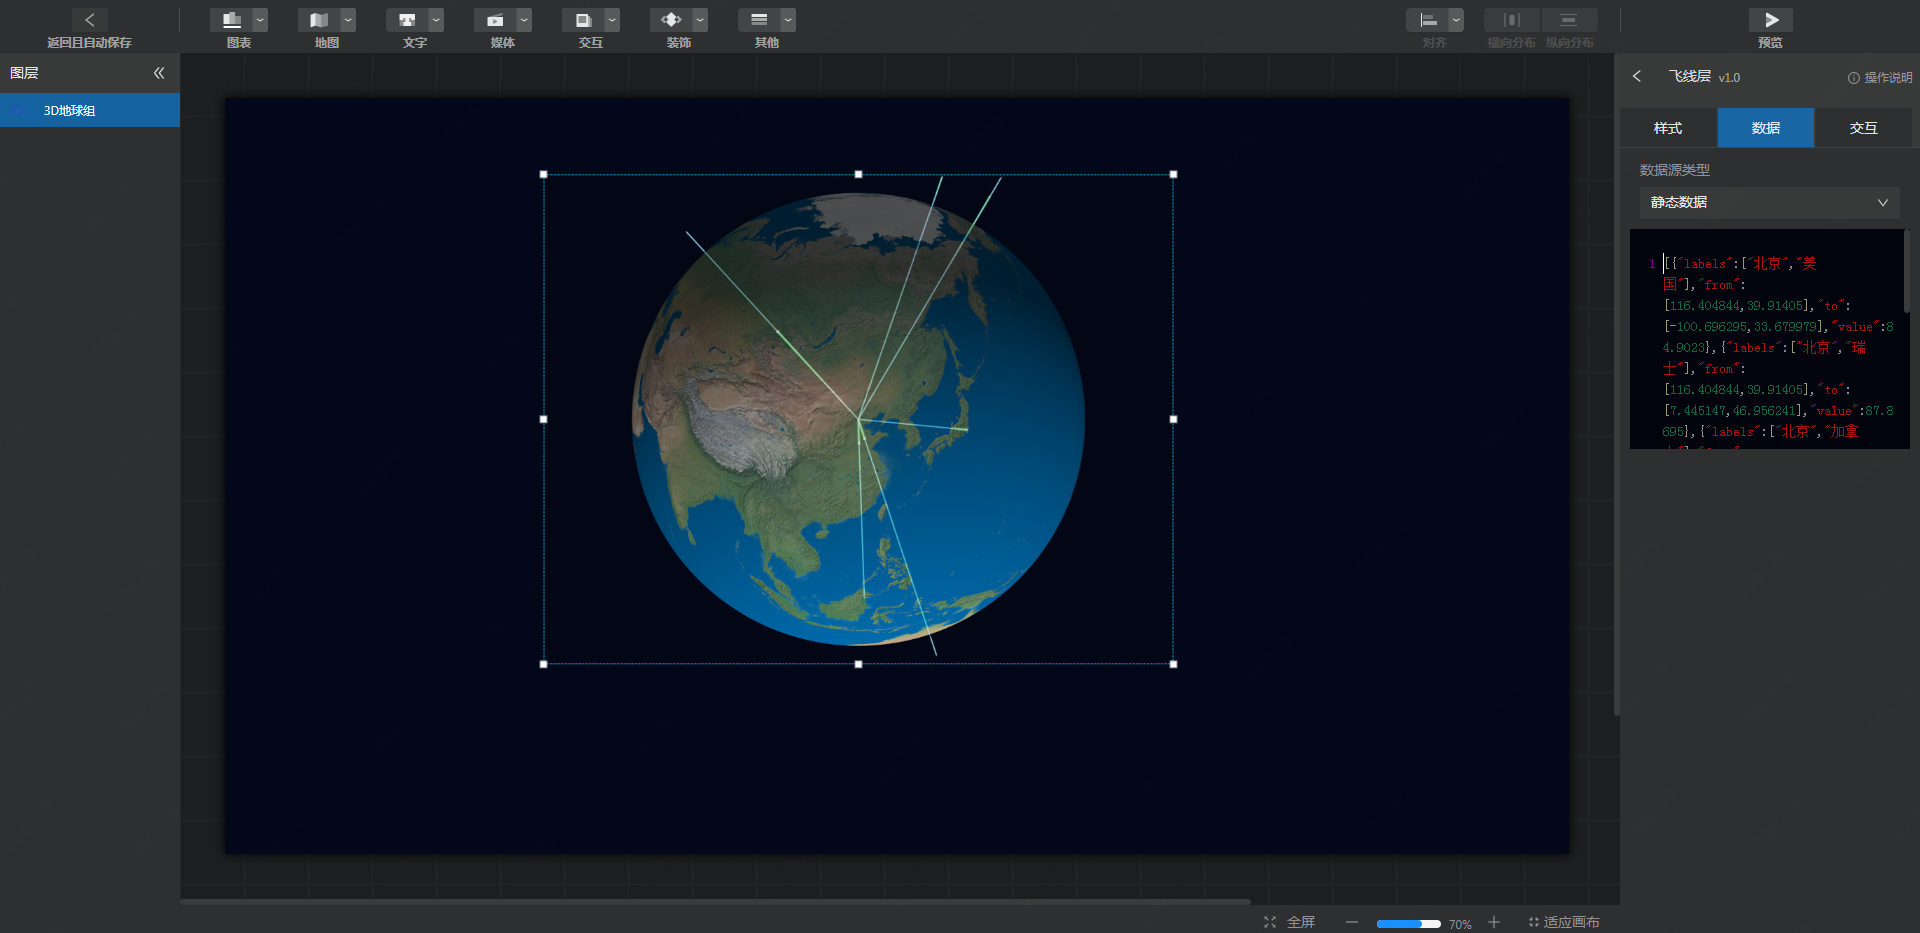 返回且自动保存
图表
地图
文字
媒体
交互
装饰
其他
对齐
横向分布
纵向分布
预览
图层
3D地球组
飞线层 v1.0
操作说明
样式
数据
交互
数据源类型
静态数据
1
[{"labels":["北京","美
国"],"from":
[116.404844,39.91405],"to":
[-100.696295,33.679979],"value":8
4.9023},{"labels":["北京","瑞
士"],"from":
[116.404844,39.91405],"to":
[7.445147,46.956241],"value":87.8
695},{"labels":["北京","加拿
全屏
70%
适应画布